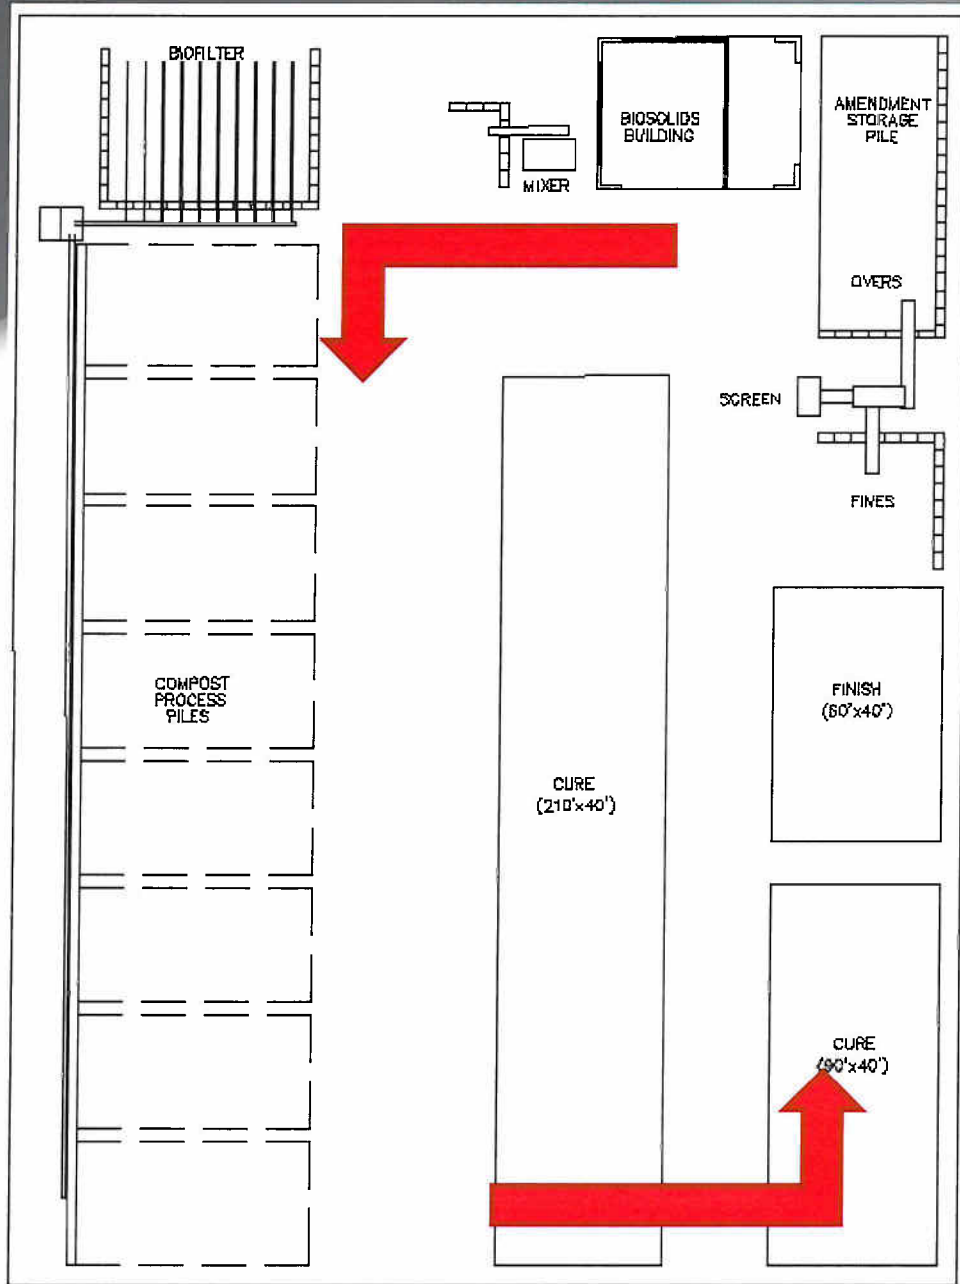 BIOFILTER
BIOSOLIDS
BUILDING
AMENDMENT
STORAGE
PILE
MIXER
OVERS
SCREEN
FINES
COMPOST
PROCESS
PILES
FINISH
(60'x40')
CURE
(210'x40')
CURE
(90'x40')